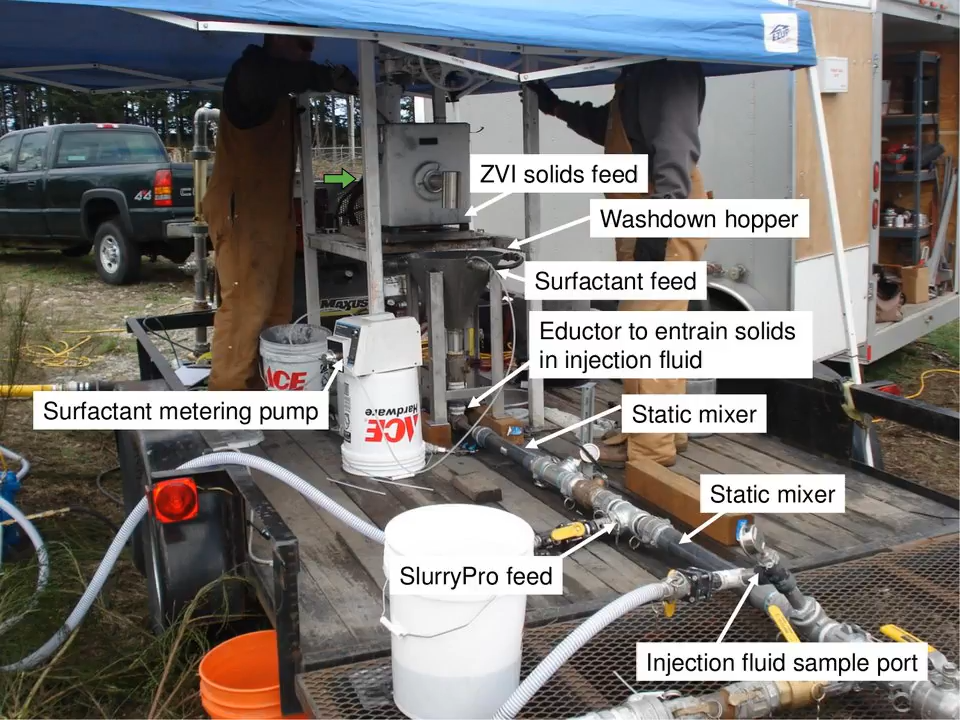 E-Z UP
ZVI solids feed
Washdown hopper
Surfactant feed
Eductor to entrain solids
in injection fluid
Surfactant metering pump
Static mixer
Static mixer
SlurryPro feed
Injection fluid sample port
4x4
MAXUS
ACE
ACE
Hardware